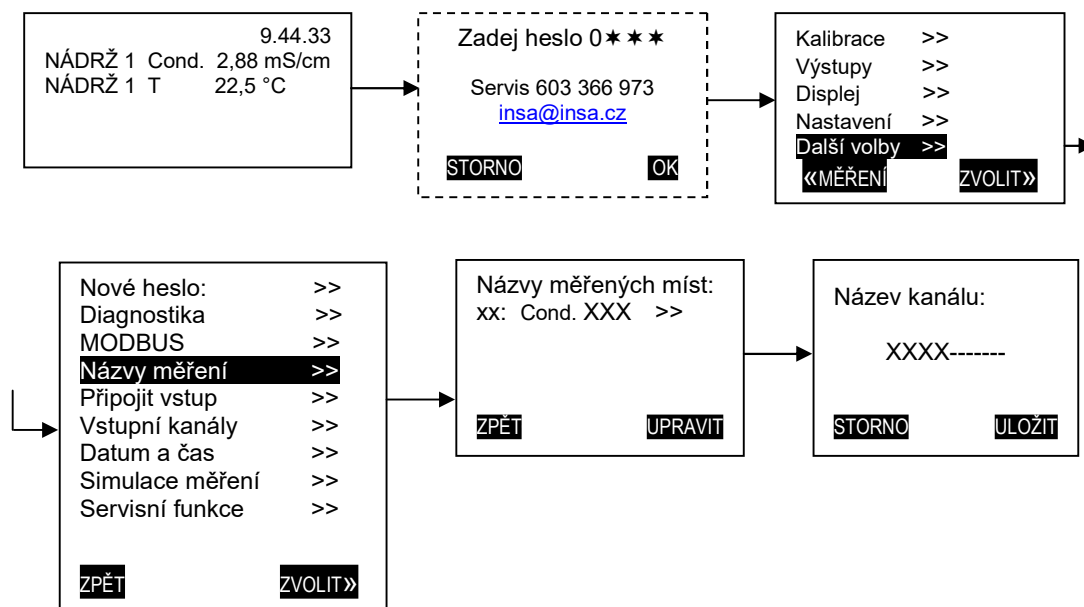 9.44.33
NÁDRŽ 1 Cond. 2,88 mS/cm
NÁDRŽ 1 T 22,5 °C
Zadej heslo 0✶✶✶
Servis 603 366 973
insa@insa.cz
STORNO OK
Kalibrace >>
Výstupy >>
Displej >>
Nastavení >>
Další volby >>
«MĚŘENÍ ZVOLIT»
Nové heslo: >>
Diagnostika >>
MODBUS >>
Názvy měření >>
Připojit vstup >>
Vstupní kanály >>
Datum a čas >>
Simulace měření >>
Servisní funkce >>
ZPĚT ZVOLIT»
Názvy měřených míst:
xx: Cond. XXX >>
ZPĚT UPRAVIT
Název kanálu:
XXXX-------
STORNO ULOŽIT